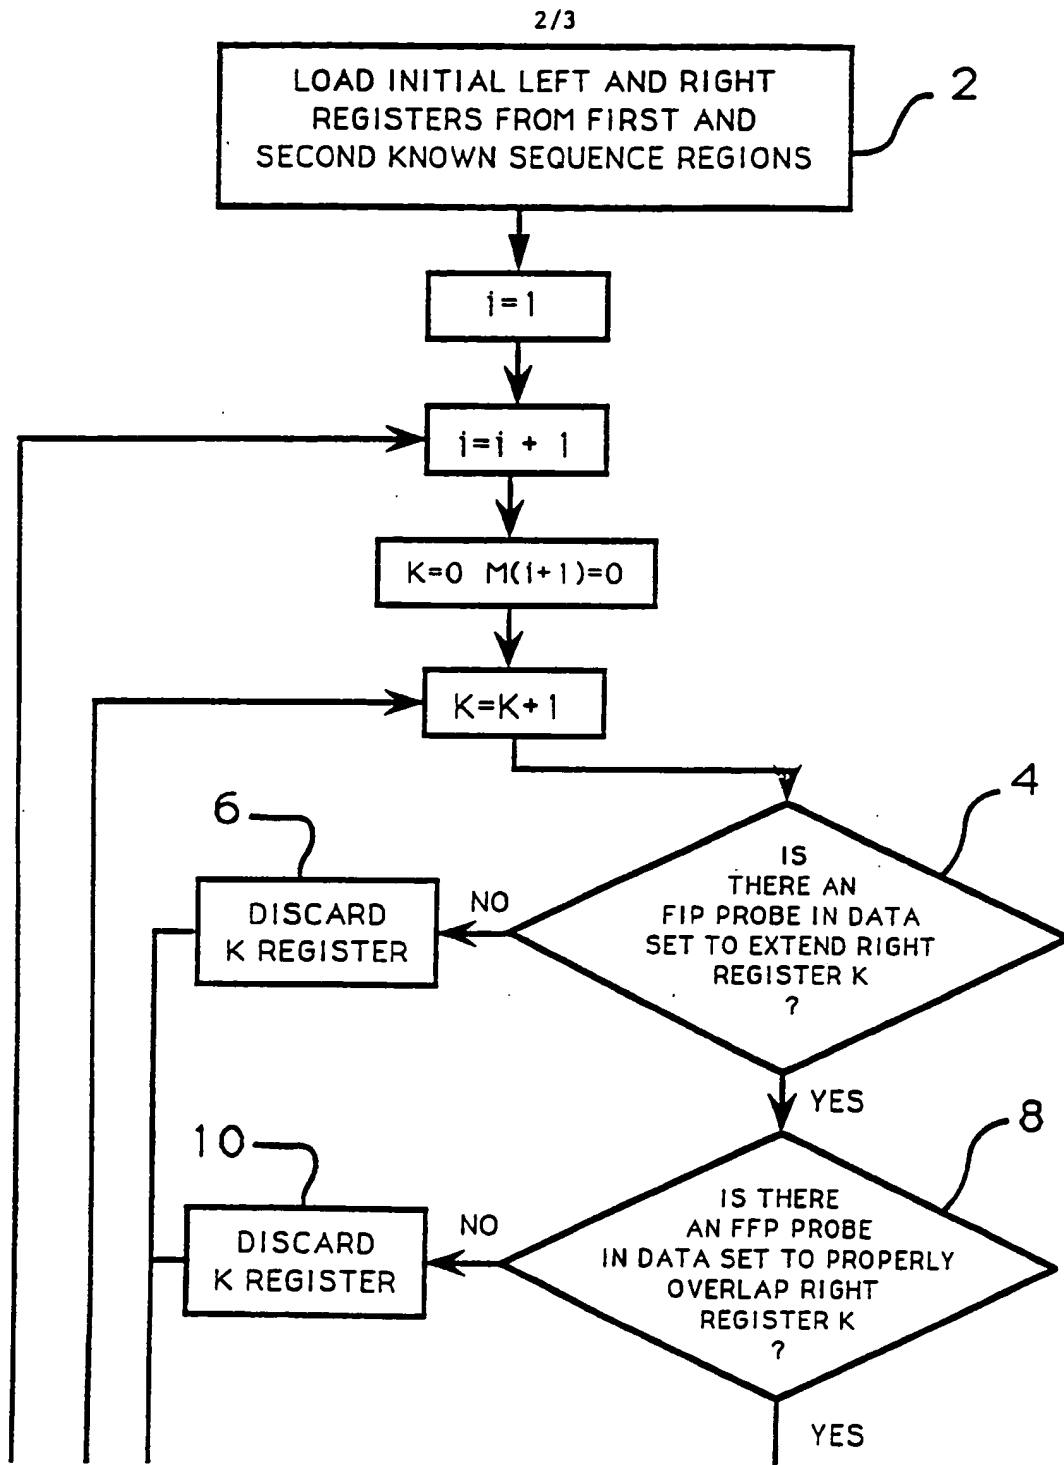 2/3
LOAD INITIAL LEFT AND RIGHT
REGISTERS FROM FIRST AND
SECOND KNOWN SEQUENCE REGIONS
2
i=1
i=i + 1
K=0 M(i+1)=0
K=K+1
4
IS
THERE AN
FIP PROBE IN DATA
SET TO EXTEND RIGHT
REGISTER K
?
NO
6
DISCARD
K REGISTER
YES
8
IS THERE
AN FFP PROBE
IN DATA SET TO PROPERLY
OVERLAP RIGHT
REGISTER K
?
NO
10
DISCARD
K REGISTER
YES